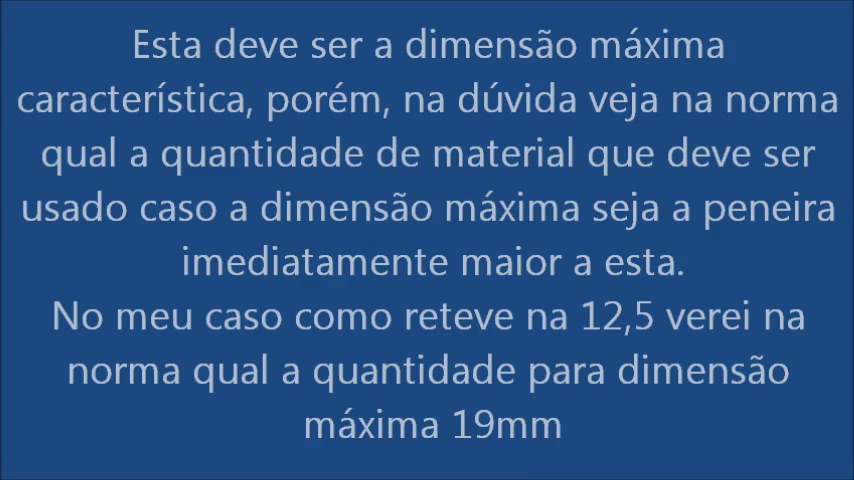 Esta deve ser a dimensão máxima
característica, porém, na dúvida veja na norma
qual a quantidade de material que deve ser
usado caso a dimensão máxima seja a peneira
imediatamente maior a esta.
No meu caso como reteve na 12,5 verei na
norma qual a quantidade para dimensão
máxima 19mm